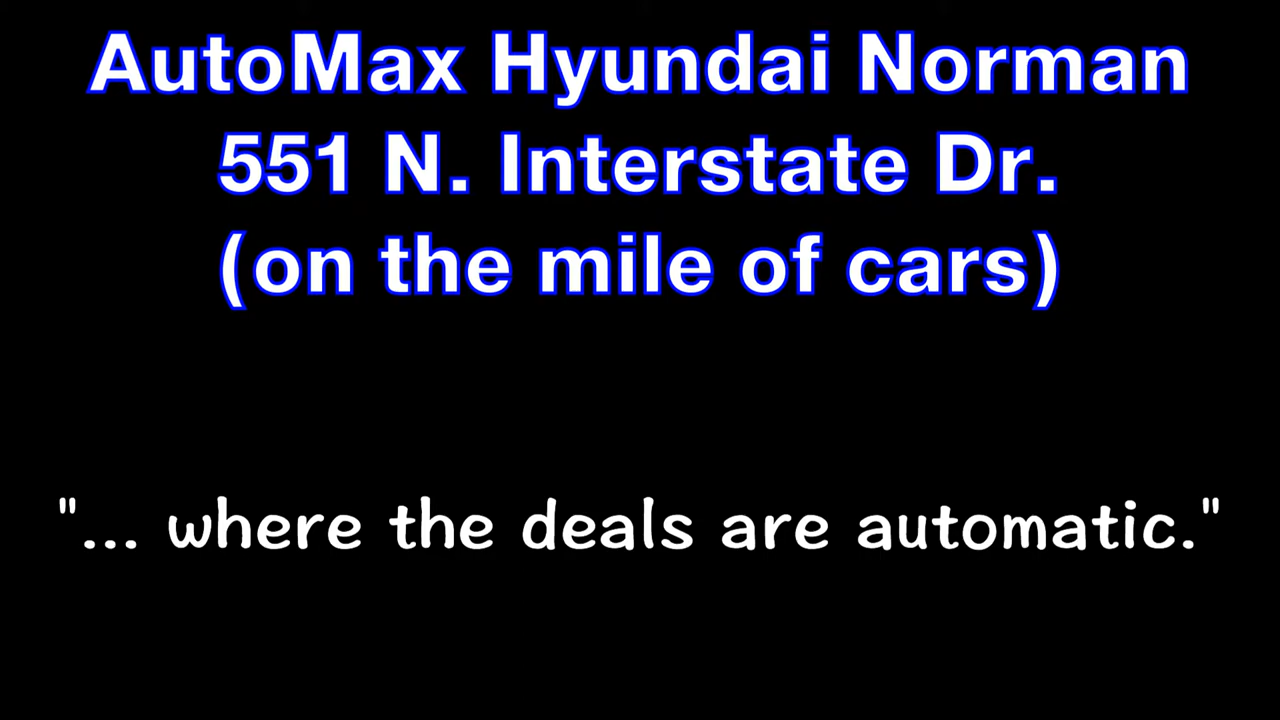 AutoMax Hyundai Norman
551 N. Interstate Dr.
(on the mile of cars)
"... where the deals are automatic."